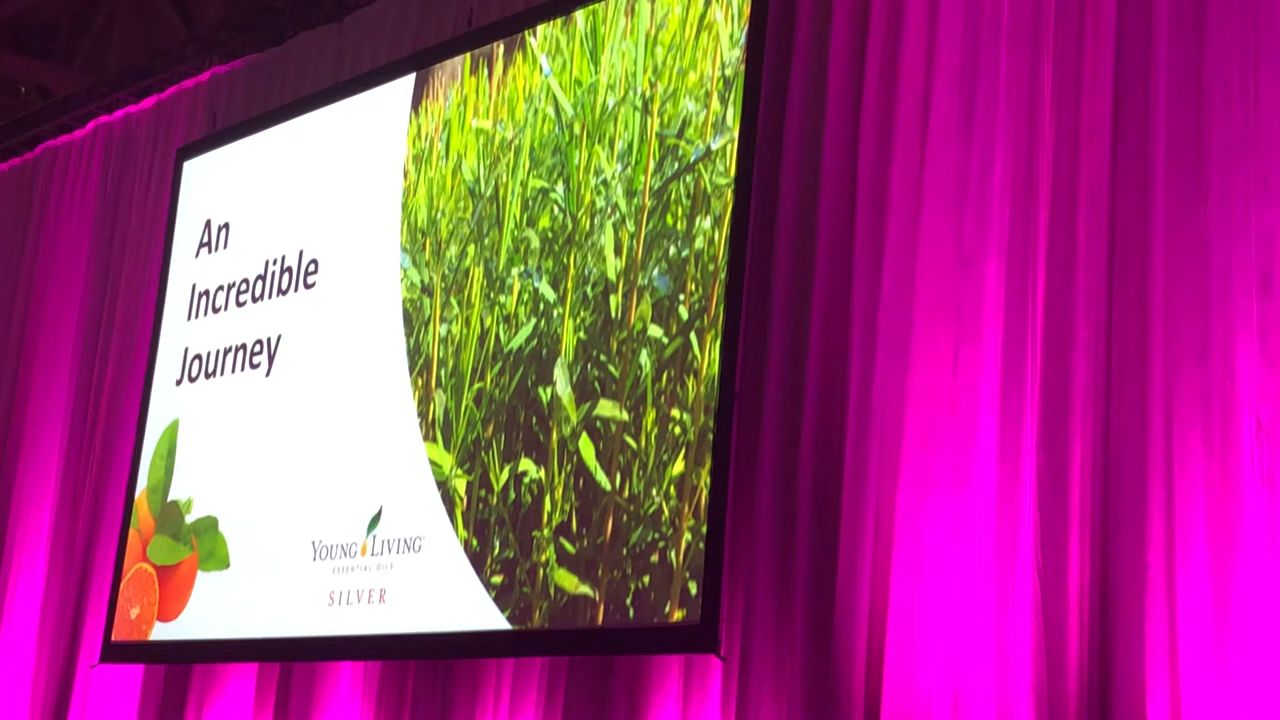 An
Incredible
Journey
YOUNG LIVING
ESSENTIAL OILS
SILVER